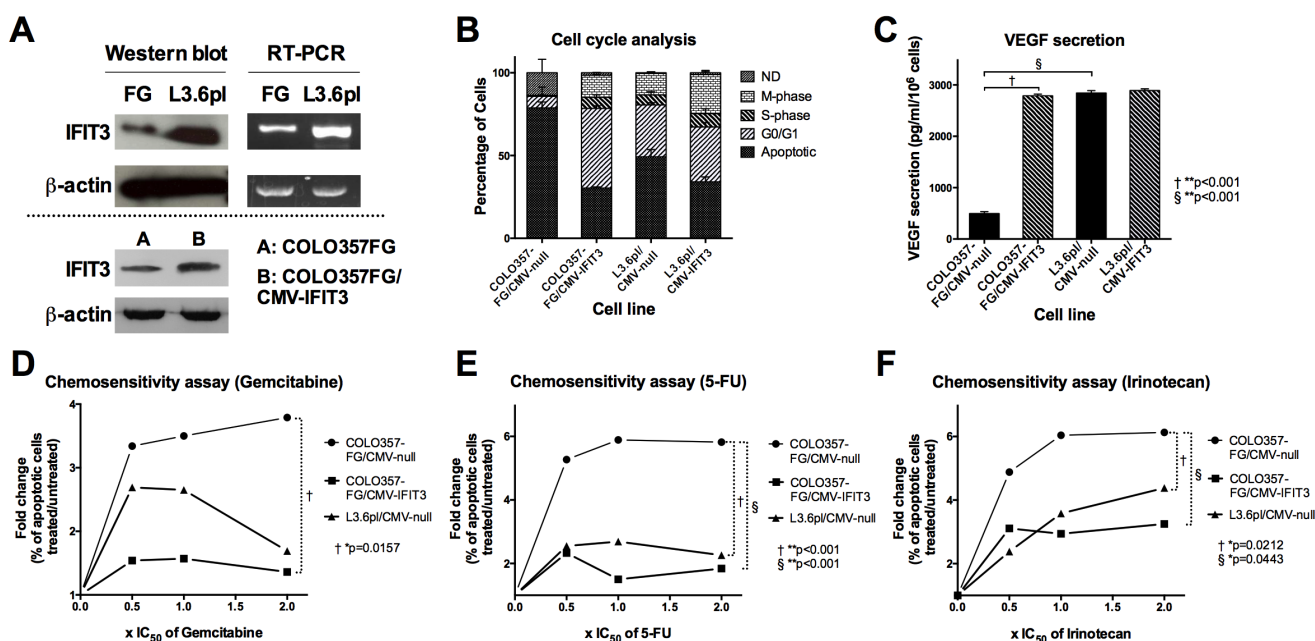 A
Western blot
RT-PCR
FG L3.6pl
FG L3.6pl
IFIT3
β-actin
A B
IFIT3
β-actin
A: COLO357FG
B: COLO357FG/
CMV-IFIT3
B
Cell cycle analysis
Percentage of Cells
100
50
0
ND
M-phase
S-phase
G0/G1
Apoptotic
COLO357-
FG/CMV-null
COLO357-
FG/CMV-IFIT3
L3.6pl/
CMV-null
L3.6pl/
CMV-IFIT3
Cell line
C
VEGF secretion
VEGF secretion (pg/ml/10⁶ cells)
3000
2000
1000
0
§
†
† **p<0.001
§ **p<0.001
COLO357-
FG/CMV-null
COLO357-
FG/CMV-IFIT3
L3.6pl/
CMV-null
L3.6pl/
CMV-IFIT3
Cell line
D
Chemosensitivity assay (Gemcitabine)
Fold change
(% of apoptotic cells
treated/untreated)
4
3
2
1
0.0 0.5 1.0 2.0
x IC₅₀ of Gemcitabine
†
COLO357-
FG/CMV-null
COLO357-
FG/CMV-IFIT3
L3.6pl/CMV-null
† *p=0.0157
E
Chemosensitivity assay (5-FU)
Fold change
(% of apoptotic cells
treated/untreated)
6
4
2
0.0 0.5 1.0 2.0
x IC₅₀ of 5-FU
† §
COLO357-
FG/CMV-null
COLO357-
FG/CMV-IFIT3
L3.6pl/CMV-null
† **p<0.001
§ **p<0.001
F
Chemosensitivity assay (Irinotecan)
Fold change
(% of apoptotic cells
treated/untreated)
6
4
2
0.0 0.5 1.0 2.0
x IC₅₀ of Irinotecan
† §
COLO357-
FG/CMV-null
COLO357-
FG/CMV-IFIT3
L3.6pl/CMV-null
† *p=0.0212
§ *p=0.0443